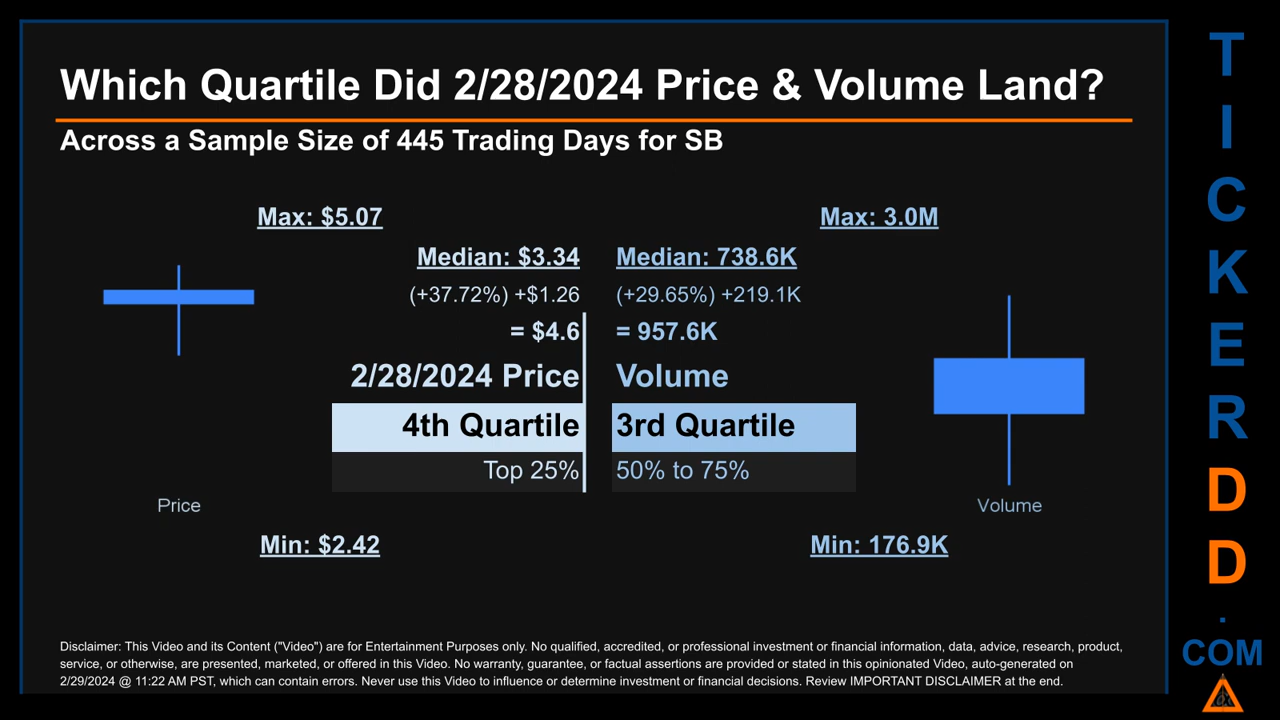 Which Quartile Did 2/28/2024 Price & Volume Land?
Across a Sample Size of 445 Trading Days for SB
Max: $5.07
Max: 3.0M
Median: $3.34
Median: 738.6K
(+37.72%) +$1.26
(+29.65%) +219.1K
= $4.6
= 957.6K
2/28/2024 Price
Volume
4th Quartile
3rd Quartile
Top 25%
50% to 75%
Price
Volume
Min: $2.42
Min: 176.9K
Disclaimer: This Video and its Content ("Video") are for Entertainment Purposes only. No qualified, accredited, or professional investment or financial information, data, advice, research, product,
service, or otherwise, are presented, marketed, or offered in this Video. No warranty, guarantee, or factual assertions are provided or stated in this opinionated Video, auto-generated on
2/29/2024 @ 11:22 AM PST, which can contain errors. Never use this Video to influence or determine investment or financial decisions. Review IMPORTANT DISCLAIMER at the end.
T
I
C
K
E
R
D
D
.
COM